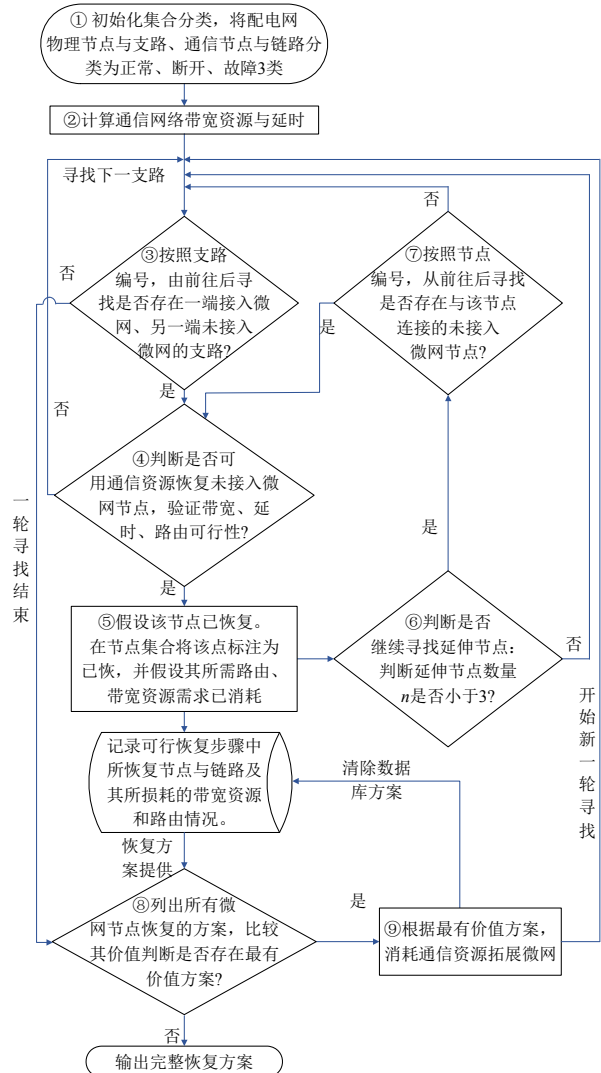 ① 初始化集合分类，将配电网
物理节点与支路、通信节点与链路分
类为正常、断开、故障3类
②计算通信网络带宽资源与延时
寻找下一支路
否
③按照支路
编号，由前往后寻
找是否存在一端接入微
网、另一端未接入
微网的支路?
否
⑦按照节点
编号，从前往后寻找
是否存在与该节点
连接的未接入
微网节点?
是
是
否
④判断是否可
用通信资源恢复未接入微
网节点，验证带宽、延
时、路由可行性?
一轮寻找结束
是
是
⑤假设该节点已恢复。
在节点集合将该点标注为
已恢，并假设其所需路由、
带宽资源需求已消耗
⑥判断是否
继续寻找延伸节点：
判断延伸节点数量
n是否小于3?
否
开始新一轮寻找
记录可行恢复步骤中
所恢复节点与链路及
其所损耗的带宽资源
和路由情况。
清除数据
库方案
恢复方
案提供
⑧列出所有微
网节点恢复的方案，比较
其价值判断是否存在最有
价值方案?
是
⑨根据最有价值方案，
消耗通信资源拓展微网
否
输出完整恢复方案